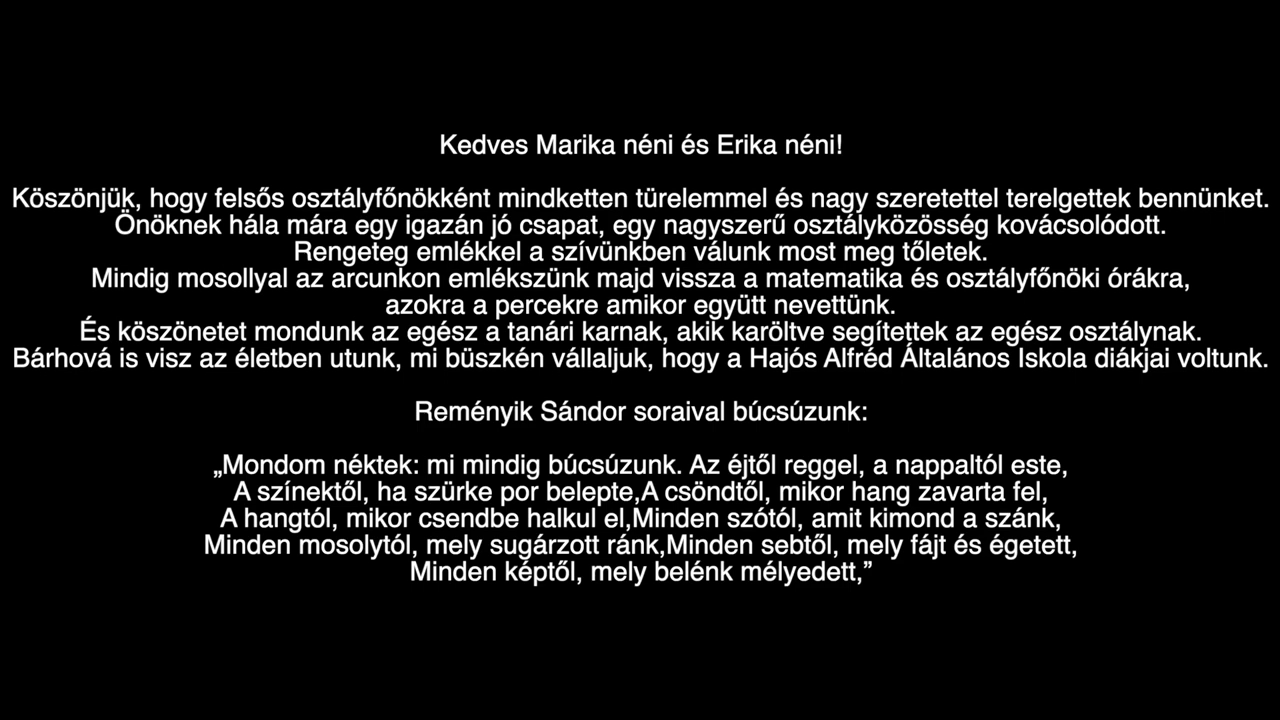 Kedves Marika néni és Erika néni!
Köszönjük, hogy felsős osztályfőnökként mindketten türelemmel és nagy szeretettel terelgettek bennünket.
Önöknek hála mára egy igazán jó csapat, egy nagyszerű osztályközösség kovácsolódott.
Rengeteg emlékkel a szívünkben válunk most meg tőletek.
Mindig mosollyal az arcunkon emlékszünk majd vissza a matematika és osztályfőnöki órákra,
azokra a percekre amikor együtt nevettünk.
És köszönetet mondunk az egész a tanári karnak, akik karöltve segítettek az egész osztálynak.
Bárhová is visz az életben utunk, mi büszkén vállaljuk, hogy a Hajós Alfréd Általános Iskola diákjai voltunk.
Reményik Sándor soraival búcsúzunk:
„Mondom néktek: mi mindig búcsúzunk. Az éjtől reggel, a nappaltól este,
A színektől, ha szürke por belepte,A csöndtől, mikor hang zavarta fel,
A hangtól, mikor csendbe halkul el,Minden szótól, amit kimond a szánk,
Minden mosolytól, mely sugárzott ránk,Minden sebtől, mely fájt és égetett,
Minden képtől, mely belénk mélyedett,”